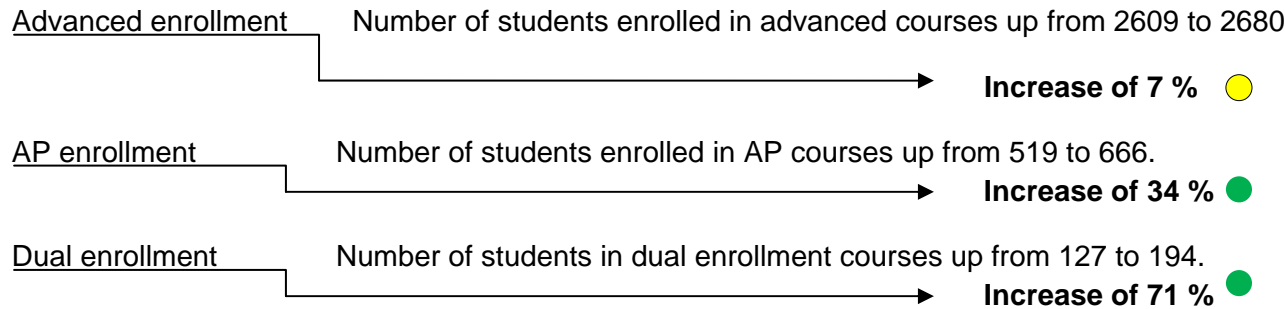 Advanced enrollment Number of students enrolled in advanced courses up from 2609 to 2680
Increase of 7 %
AP enrollment Number of students enrolled in AP courses up from 519 to 666.
Increase of 34 %
Dual enrollment Number of students in dual enrollment courses up from 127 to 194.
Increase of 71 %